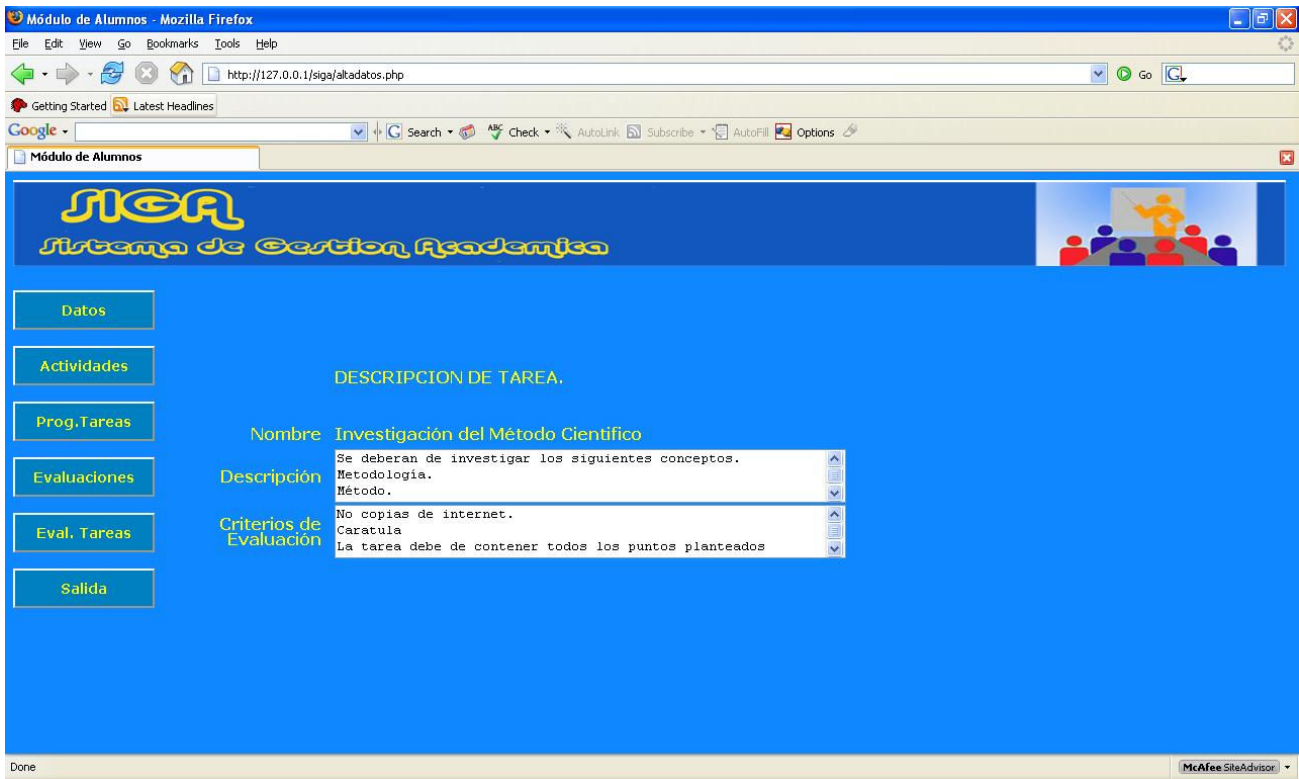 Módulo de Alumnos - Mozilla Firefox
File Edit View Go Bookmarks Tools Help
http://127.0.0.1/siga/altadatos.php Go G
Getting Started Latest Headlines
Google G Search ABC Check AutoLink Subscribe AutoFill Options
Módulo de Alumnos
SIGA
Sistema de Gestion Academica
Datos
Actividades
Prog.Tareas
Evaluaciones
Eval. Tareas
Salida
DESCRIPCION DE TAREA.
Nombre Investigación del Método Cientifico
Descripción
Se deberan de investigar los siguientes conceptos.
Metodología.
Método.
Criterios de
Evaluación
No copias de internet.
Caratula
La tarea debe de contener todos los puntos planteados
Done McAfee SiteAdvisor